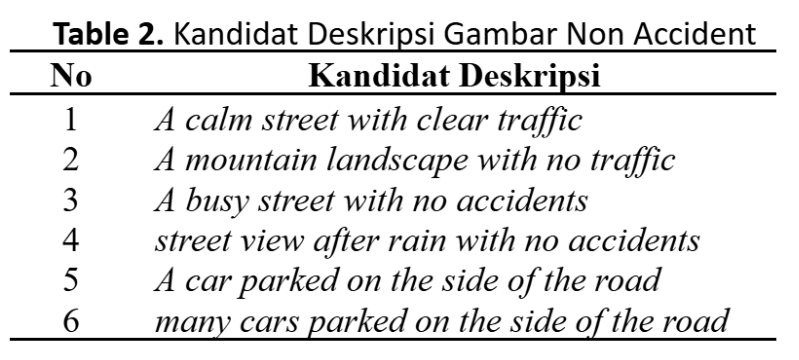 Table 2. Kandidat Deskripsi Gambar Non Accident
No Kandidat Deskripsi
1 A calm street with clear traffic
2 A mountain landscape with no traffic
3 A busy street with no accidents
4 street view after rain with no accidents
5 A car parked on the side of the road
6 many cars parked on the side of the road